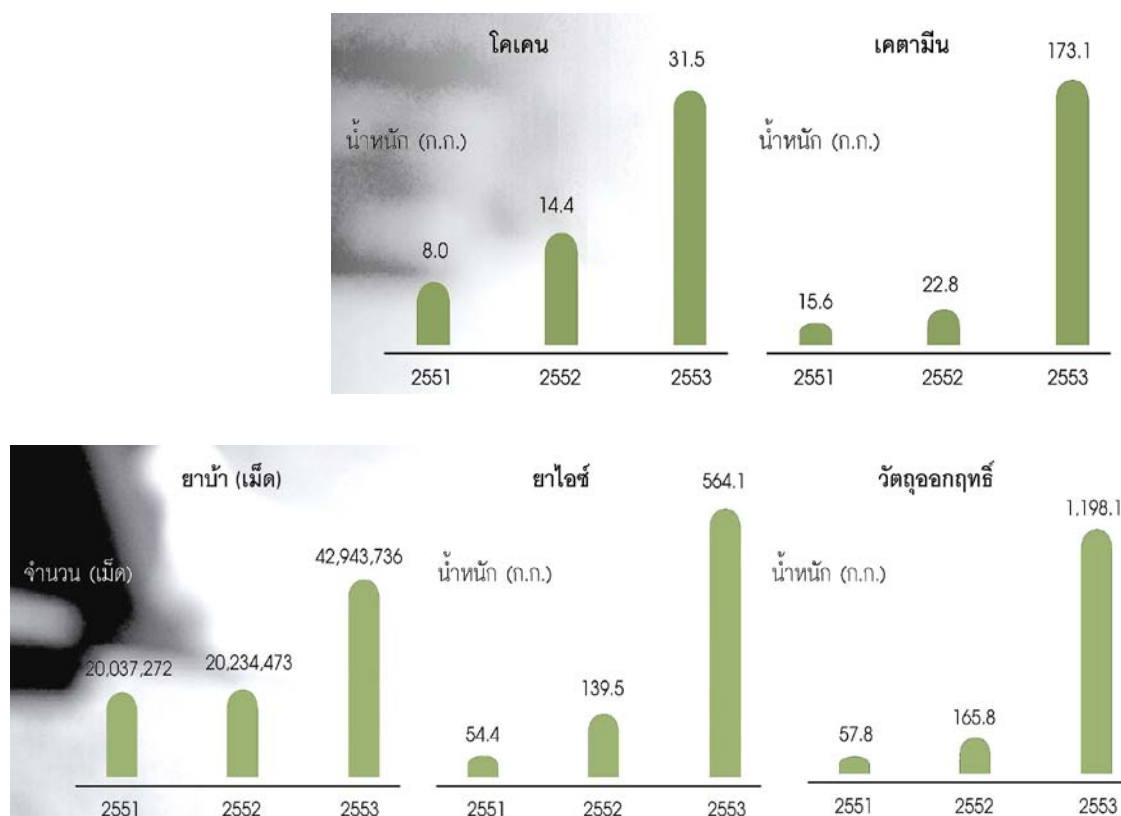 โคเคน
31.5
น้ำหนัก (ก.ก.)
14.4
8.0
2551 2552 2553
เคตามีน
173.1
น้ำหนัก (ก.ก.)
15.6
22.8
2551 2552 2553
ยาบ้า (เม็ด)
42,943,736
จำนวน (เม็ด)
20,037,272
20,234,473
2551 2552 2553
ยาไอซ์
564.1
น้ำหนัก (ก.ก.)
139.5
54.4
2551 2552 2553
วัตถุออกฤทธิ์
1,198.1
น้ำหนัก (ก.ก.)
165.8
57.8
2551 2552 2553